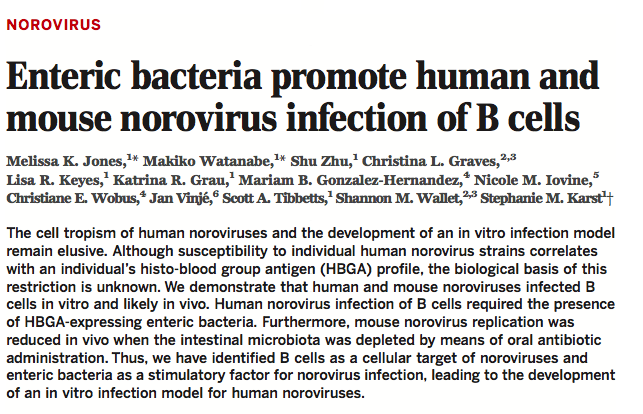 NOROVIRUS
Enteric bacteria promote human and
mouse norovirus infection of B cells
Melissa K. Jones,¹* Makiko Watanabe,¹* Shu Zhu,¹ Christina L. Graves,²,³
Lisa R. Keyes,¹ Katrina R. Grau,¹ Mariam B. Gonzalez-Hernandez,⁴ Nicole M. Iovine,⁵
Christiane E. Wobus,⁴ Jan Vinjé,⁶ Scott A. Tibbetts,¹ Shannon M. Wallet,²,³ Stephanie M. Karst¹†
The cell tropism of human noroviruses and the development of an in vitro infection model
remain elusive. Although susceptibility to individual human norovirus strains correlates
with an individual's histo-blood group antigen (HBGA) profile, the biological basis of this
restriction is unknown. We demonstrate that human and mouse noroviruses infected B
cells in vitro and likely in vivo. Human norovirus infection of B cells required the presence
of HBGA-expressing enteric bacteria. Furthermore, mouse norovirus replication was
reduced in vivo when the intestinal microbiota was depleted by means of oral antibiotic
administration. Thus, we have identified B cells as a cellular target of noroviruses and
enteric bacteria as a stimulatory factor for norovirus infection, leading to the development
of an in vitro infection model for human noroviruses.